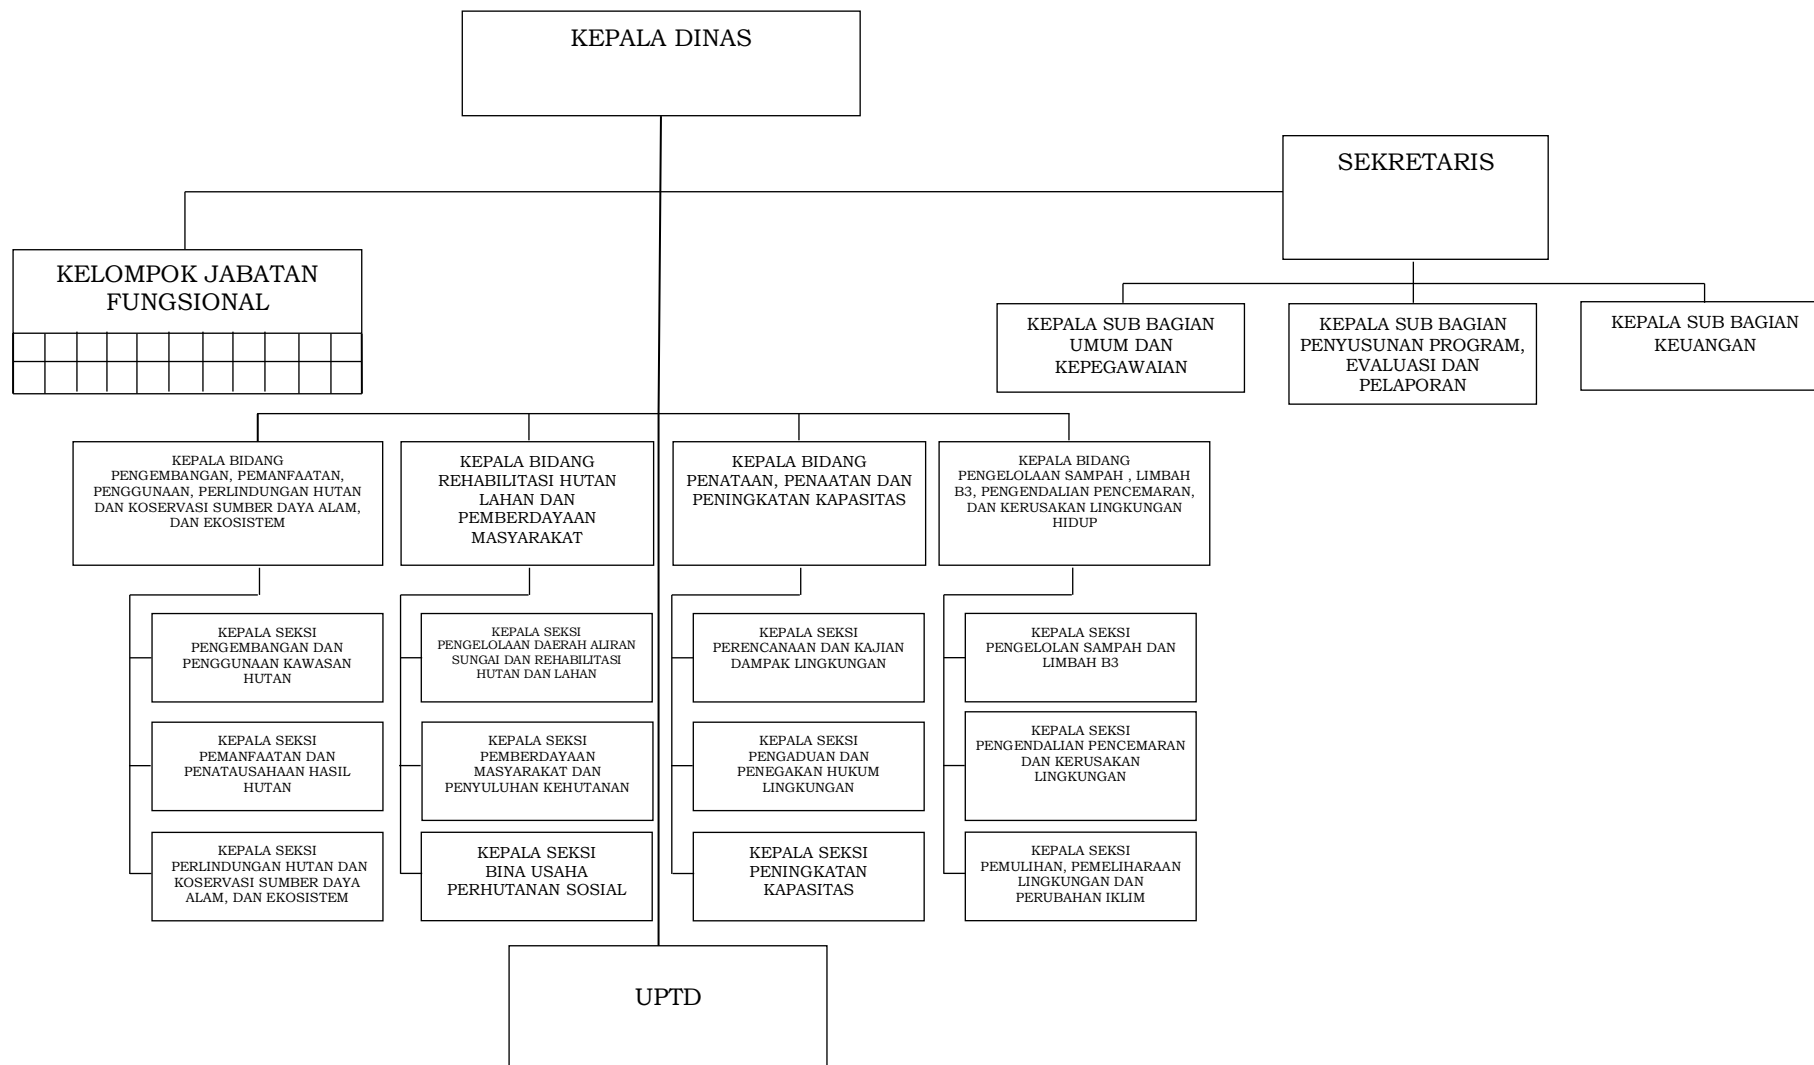 KEPALA DINAS
SEKRETARIS
KELOMPOK JABATAN
FUNGSIONAL
KEPALA SUB BAGIAN
UMUM DAN
KEPEGAWAIAN
KEPALA SUB BAGIAN
PENYUSUNAN PROGRAM,
EVALUASI DAN
PELAPORAN
KEPALA SUB BAGIAN
KEUANGAN
KEPALA BIDANG
PENGEMBANGAN, PEMANFAATAN,
PENGGUNAAN, PERLINDUNGAN HUTAN
DAN KOSERVASI SUMBER DAYA ALAM,
DAN EKOSISTEM
KEPALA BIDANG
REHABILITASI HUTAN
LAHAN DAN
PEMBERDAYAAN
MASYARAKAT
KEPALA BIDANG
PENATAAN, PENAATAN DAN
PENINGKATAN KAPASITAS
KEPALA BIDANG
PENGELOLAAN SAMPAH , LIMBAH
B3, PENGENDALIAN PENCEMARAN,
DAN KERUSAKAN LINGKUNGAN
HIDUP
KEPALA SEKSI
PENGEMBANGAN DAN
PENGGUNAAN KAWASAN
HUTAN
KEPALA SEKSI
PENGELOLAAN DAERAH ALIRAN
SUNGAI DAN REHABILITASI
HUTAN DAN LAHAN
KEPALA SEKSI
PERENCANAAN DAN KAJIAN
DAMPAK LINGKUNGAN
KEPALA SEKSI
PENGELOLAN SAMPAH DAN
LIMBAH B3
KEPALA SEKSI
PEMANFAATAN DAN
PENATAUSAHAAN HASIL
HUTAN
KEPALA SEKSI
PEMBERDAYAAN
MASYARAKAT DAN
PENYULUHAN KEHUTANAN
KEPALA SEKSI
PENGADUAN DAN
PENEGAKAN HUKUM
LINGKUNGAN
KEPALA SEKSI
PENGENDALIAN PENCEMARAN
DAN KERUSAKAN
LINGKUNGAN
KEPALA SEKSI
PERLINDUNGAN HUTAN DAN
KOSERVASI SUMBER DAYA
ALAM, DAN EKOSISTEM
KEPALA SEKSI
BINA USAHA
PERHUTANAN SOSIAL
KEPALA SEKSI
PENINGKATAN
KAPASITAS
KEPALA SEKSI
PEMULIHAN, PEMELIHARAAN
LINGKUNGAN DAN
PERUBAHAN IKLIM
UPTD